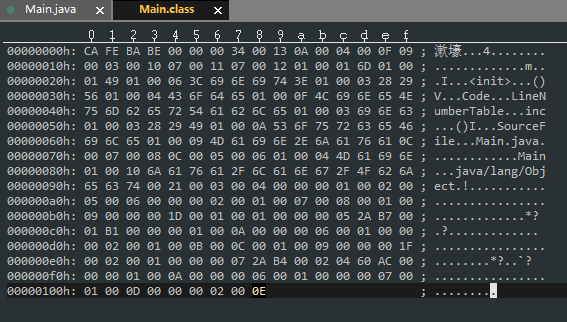 Main.java Main.class
0 1 2 3 4 5 6 7 8 9 a b c d e f
00000000h: CA FE BA BE 00 00 00 34 00 13 0A 00 04 00 0F 09 ; 漱壕...4........
00000010h: 00 03 00 10 07 00 11 07 00 12 01 00 01 6D 01 00 ; .............m..
00000020h: 01 49 01 00 06 3C 69 6E 69 74 3E 01 00 03 28 29 ; .I...<init>...()
00000030h: 56 01 00 04 43 6F 64 65 01 00 0F 4C 69 6E 65 4E ; V...Code...LineN
00000040h: 75 6D 62 65 72 54 61 62 6C 65 01 00 03 69 6E 63 ; umberTable...inc
00000050h: 01 00 03 28 29 49 01 00 0A 53 6F 75 72 63 65 46 ; ...()I...SourceF
00000060h: 69 6C 65 01 00 09 4D 61 69 6E 2E 6A 61 76 61 0C ; ile...Main.java.
00000070h: 00 07 00 08 0C 00 05 00 06 01 00 04 4D 61 69 6E ; ............Main
00000080h: 01 00 10 6A 61 76 61 2F 6C 61 6E 67 2F 4F 62 6A ; ...java/lang/Obj
00000090h: 65 63 74 00 21 00 03 00 04 00 00 00 01 00 02 00 ; ect.!...........
000000a0h: 05 00 06 00 00 00 02 00 01 00 07 00 08 00 01 00 ; ................
000000b0h: 09 00 00 00 1D 00 01 00 01 00 00 00 05 2A B7 00 ; .............*?
000000c0h: 01 B1 00 00 00 01 00 0A 00 00 00 06 00 01 00 00 ; .?..............
000000d0h: 00 02 00 01 00 0B 00 0C 00 01 00 09 00 00 00 1F ; ................
000000e0h: 00 02 00 01 00 00 00 07 2A B4 00 02 04 60 AC 00 ; ........*?..`?
000000f0h: 00 00 01 00 0A 00 00 00 06 00 01 00 00 00 07 00 ; ................
00000100h: 01 00 0D 00 00 00 02 00 0E ; .........